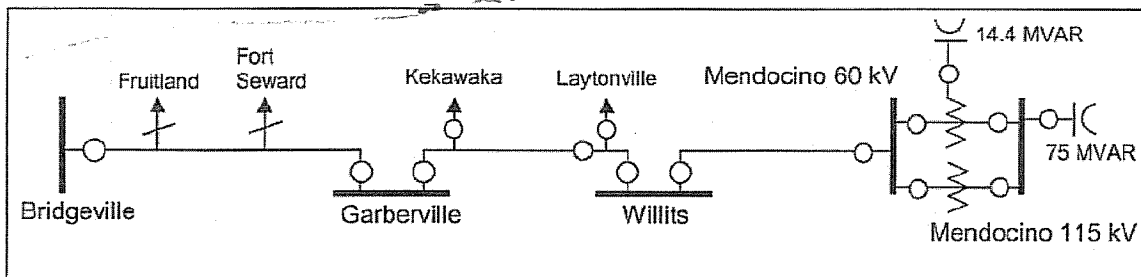 14.4 MVAR
Fort
Seward
Fruitland
Kekawaka
Laytonville
Mendocino 60 kV
75 MVAR
Bridgeville
Garberville
Willits
Mendocino 115 kV